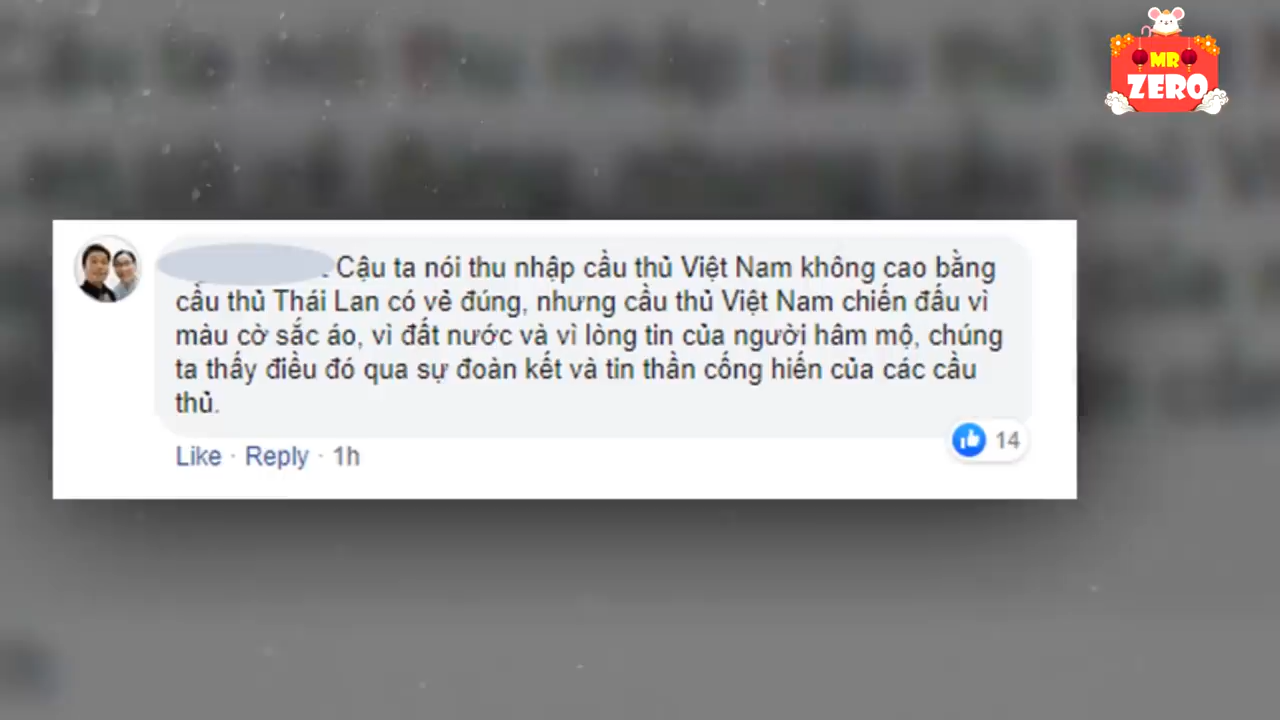 MR
ZERO
Cậu ta nói thu nhập cầu thủ Việt Nam không cao bằng
cầu thủ Thái Lan có vẻ đúng, nhưng cầu thủ Việt Nam chiến đấu vì
màu cờ sắc áo, vì đất nước và vì lòng tin của người hâm mộ, chúng
ta thấy điều đó qua sự đoàn kết và tin thần cống hiến của các cầu
thủ.
14
Like · Reply · 1h